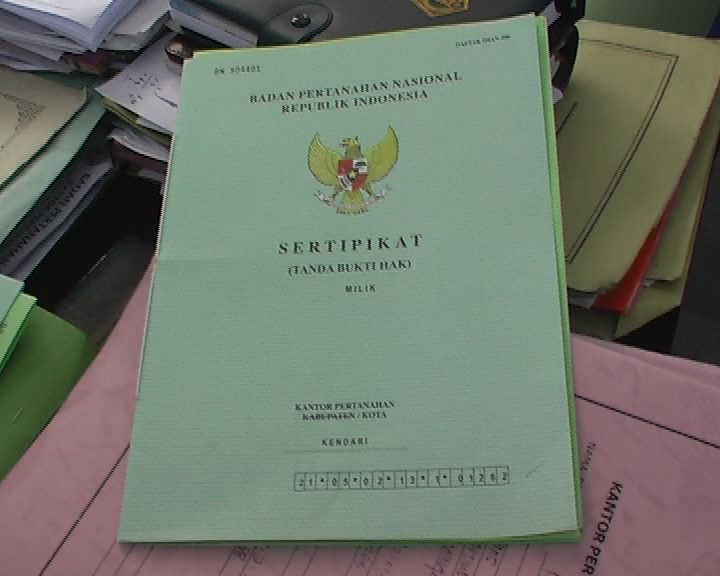 BADAN PERTANAHAN NASIONAL
REPUBLIK INDONESIA
SERTIPIKAT
(TANDA BUKTI HAK)
MILIK
KANTOR PERTANAHAN
KABUPATEN / KOTA
KENDARI
21•05•02•13•1•01262
KANTOR PER